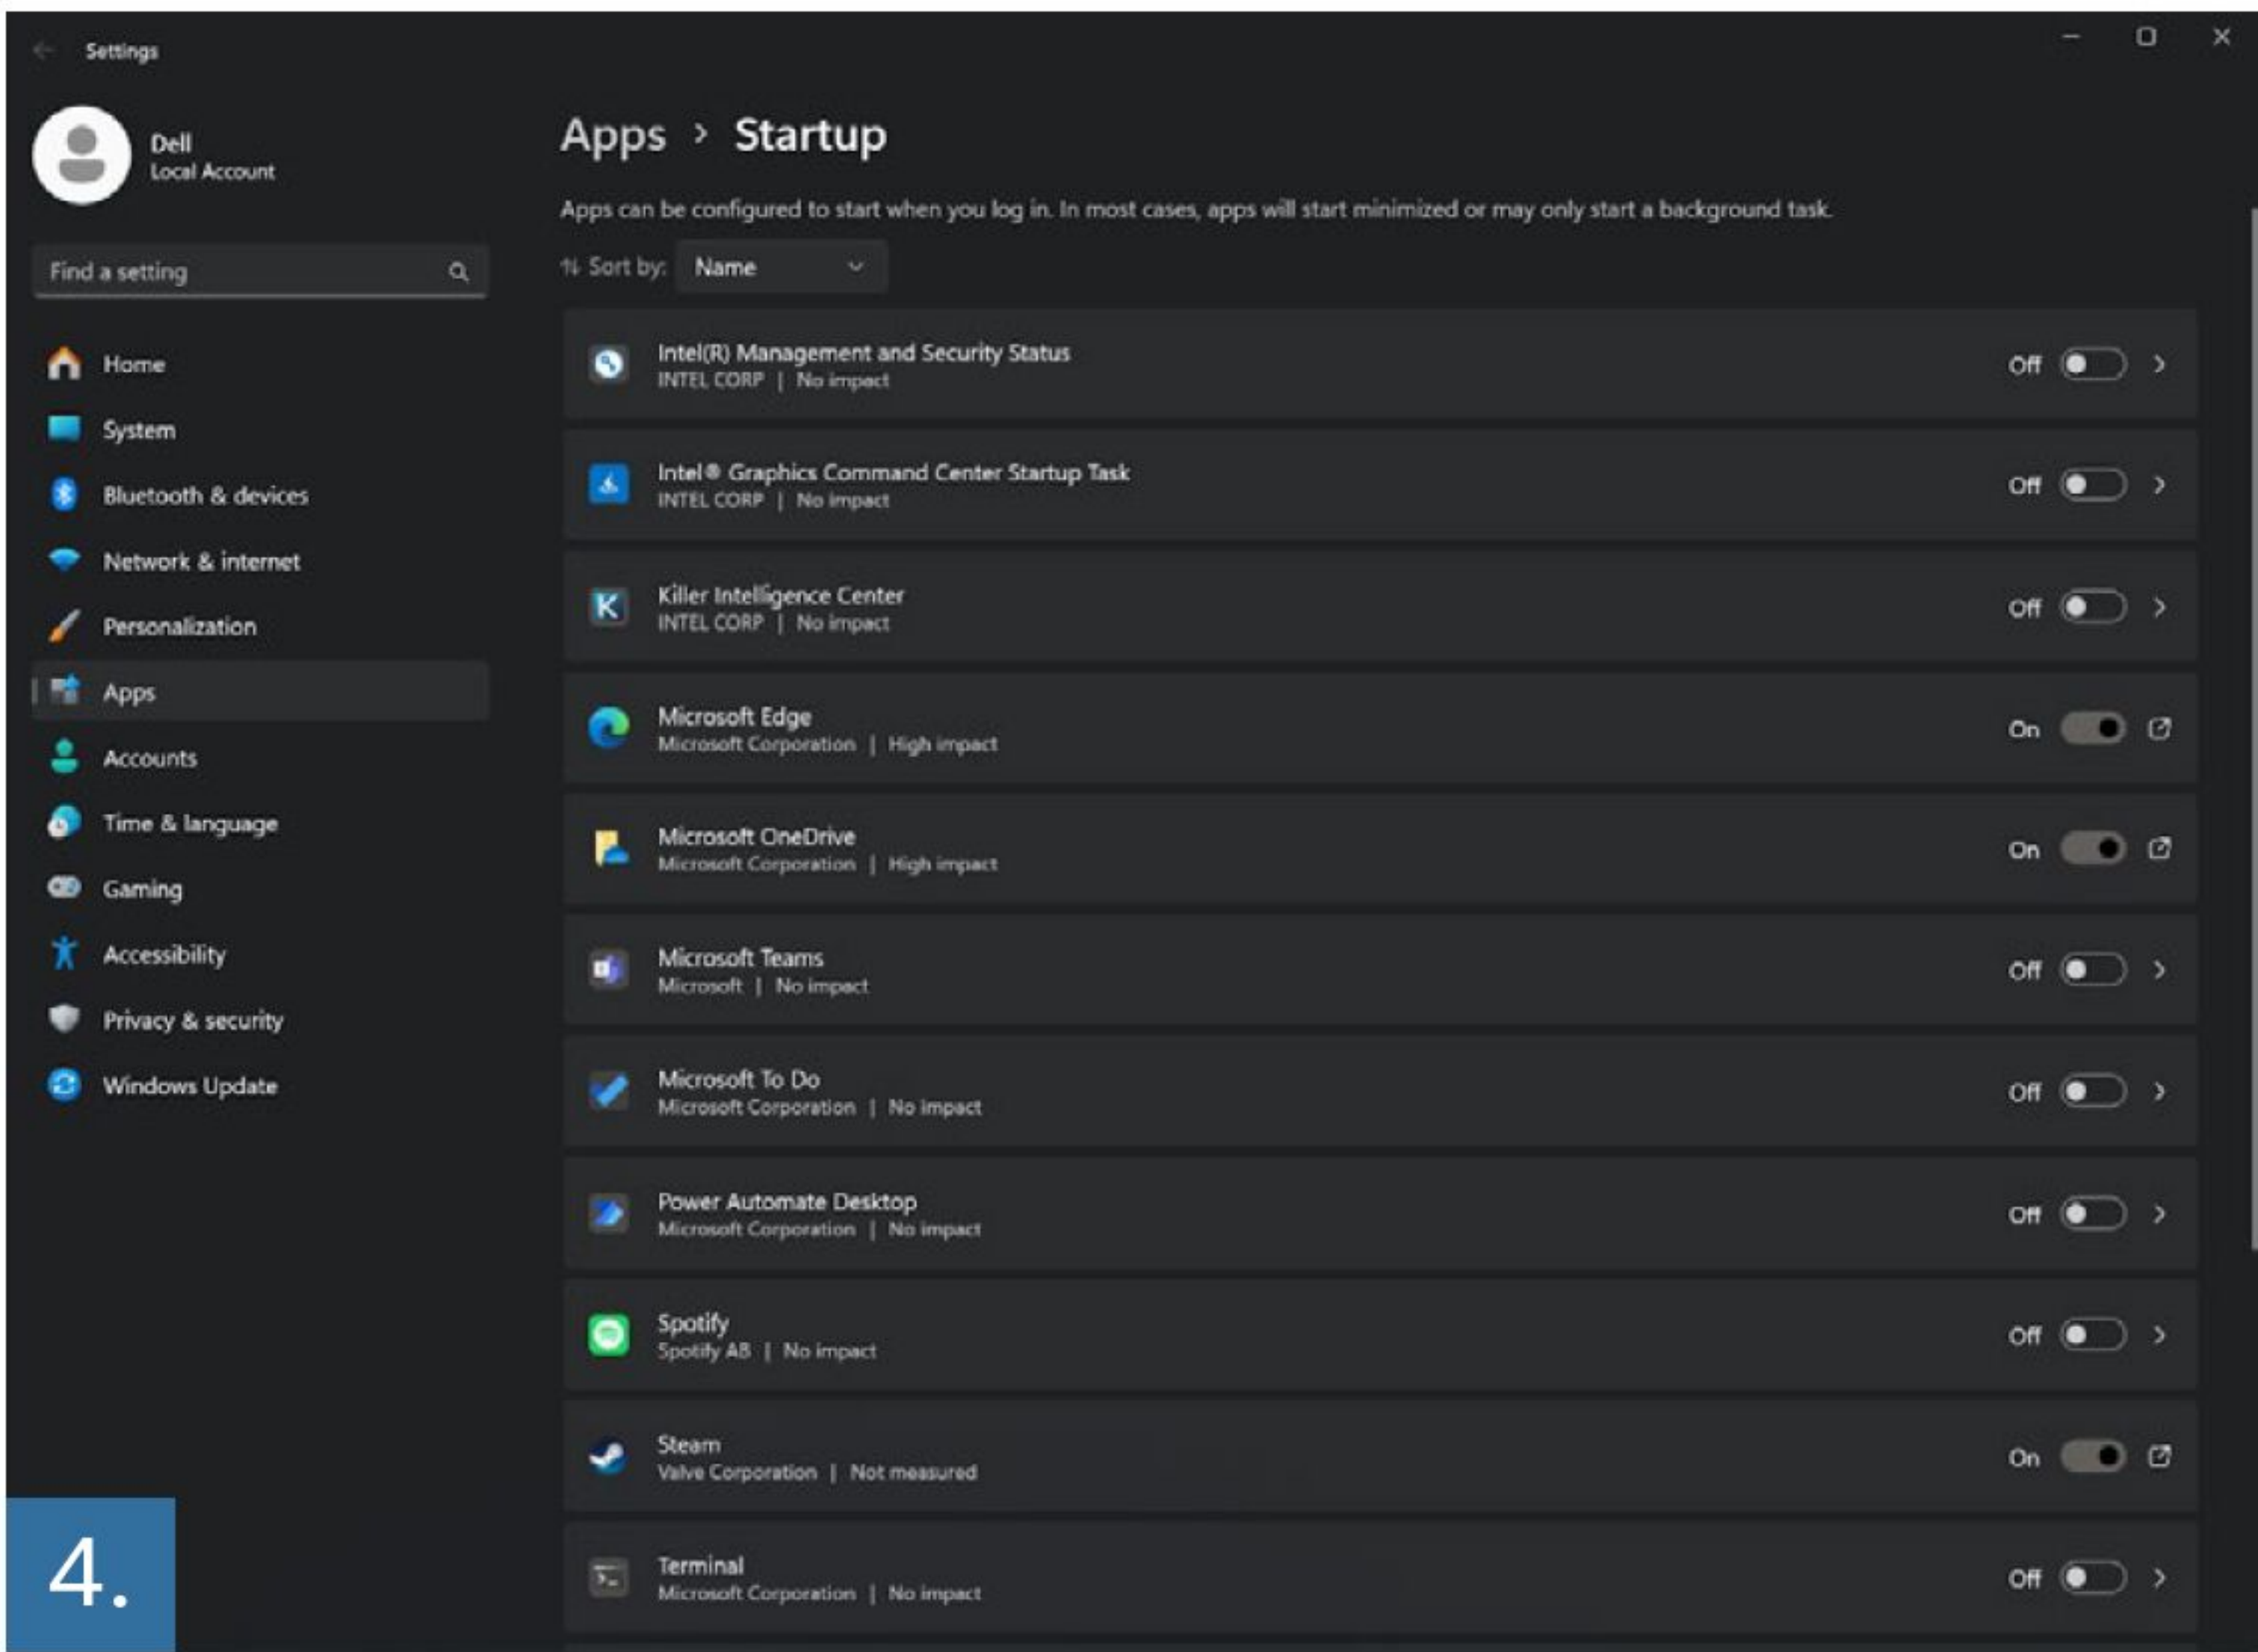 Settings
Dell
Local Account
Find a setting
Home
System
Bluetooth & devices
Network & internet
Personalization
Apps
Accounts
Time & language
Gaming
Accessibility
Privacy & security
Windows Update
Apps > Startup
Apps can be configured to start when you log in. In most cases, apps will start minimized or may only start a background task.
Sort by: Name
Intel(R) Management and Security Status
INTEL CORP | No impact
Off
Intel® Graphics Command Center Startup Task
INTEL CORP | No impact
Off
Killer Intelligence Center
INTEL CORP | No impact
Off
Microsoft Edge
Microsoft Corporation | High impact
On
Microsoft OneDrive
Microsoft Corporation | High impact
On
Microsoft Teams
Microsoft | No impact
Off
Microsoft To Do
Microsoft Corporation | No impact
Off
Power Automate Desktop
Microsoft Corporation | No impact
Off
Spotify
Spotify AB | No impact
Off
Steam
Valve Corporation | Not measured
On
Terminal
Microsoft Corporation | No impact
Off
4.